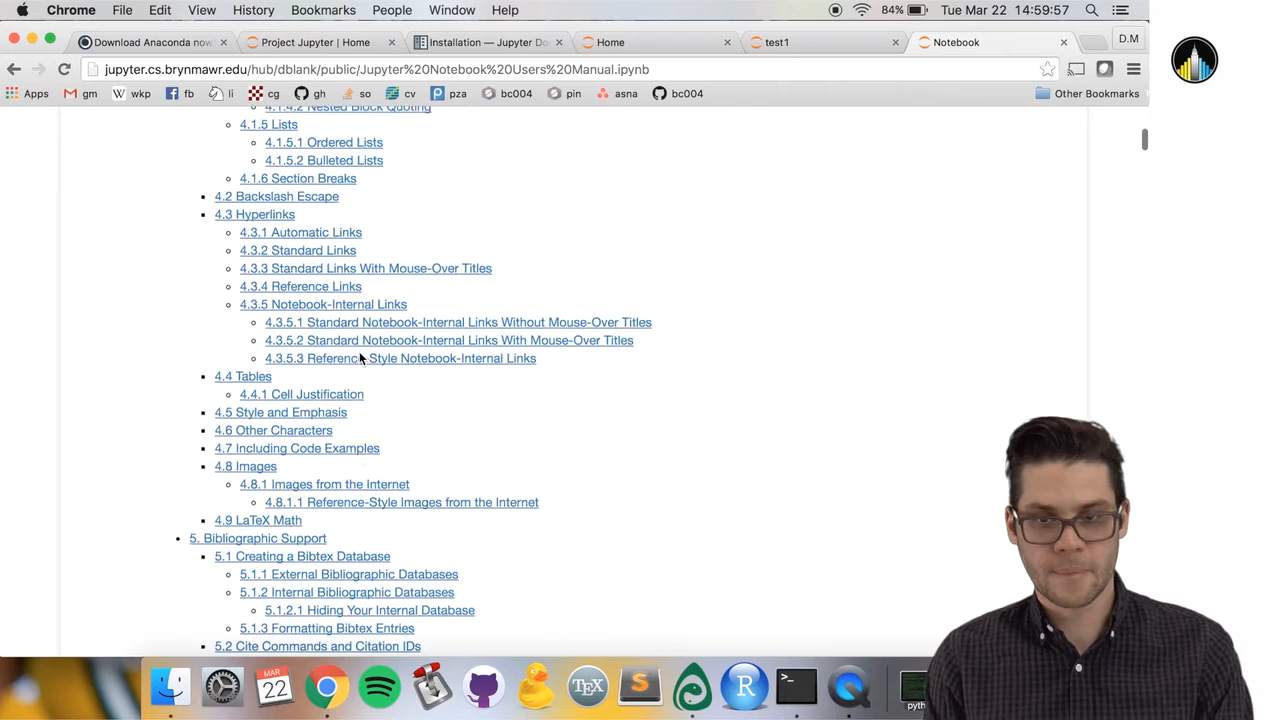 Chrome File Edit View History Bookmarks People Window Help 84% Tue Mar 22 14:59:57
Download Anaconda now Project Jupyter | Home Installation — Jupyter Do Home test1 Notebook D.M
jupyter.cs.brynmawr.edu/hub/dblank/public/Jupyter%20Notebook%20Users%20Manual.ipynb
Apps gm wkp fb li cg gh so cv pza bc004 pin asna bc004 Other Bookmarks
4.1.4.2 Nested Block Quoting
4.1.5 Lists
4.1.5.1 Ordered Lists
4.1.5.2 Bulleted Lists
4.1.6 Section Breaks
4.2 Backslash Escape
4.3 Hyperlinks
4.3.1 Automatic Links
4.3.2 Standard Links
4.3.3 Standard Links With Mouse-Over Titles
4.3.4 Reference Links
4.3.5 Notebook-Internal Links
4.3.5.1 Standard Notebook-Internal Links Without Mouse-Over Titles
4.3.5.2 Standard Notebook-Internal Links With Mouse-Over Titles
4.3.5.3 Reference-Style Notebook-Internal Links
4.4 Tables
4.4.1 Cell Justification
4.5 Style and Emphasis
4.6 Other Characters
4.7 Including Code Examples
4.8 Images
4.8.1 Images from the Internet
4.8.1.1 Reference-Style Images from the Internet
4.9 LaTeX Math
5. Bibliographic Support
5.1 Creating a Bibtex Database
5.1.1 External Bibliographic Databases
5.1.2 Internal Bibliographic Databases
5.1.2.1 Hiding Your Internal Database
5.1.3 Formatting Bibtex Entries
5.2 Cite Commands and Citation IDs
MAR
22 TEX S R >_
pyth